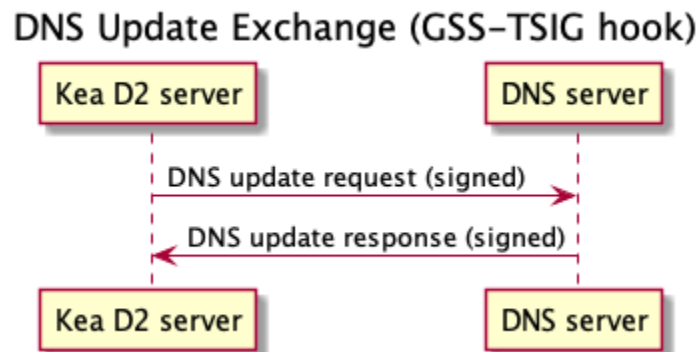 DNS Update Exchange (GSS-TSIG hook)
Kea D2 server DNS server
DNS update request (signed)
DNS update response (signed)
Kea D2 server DNS server